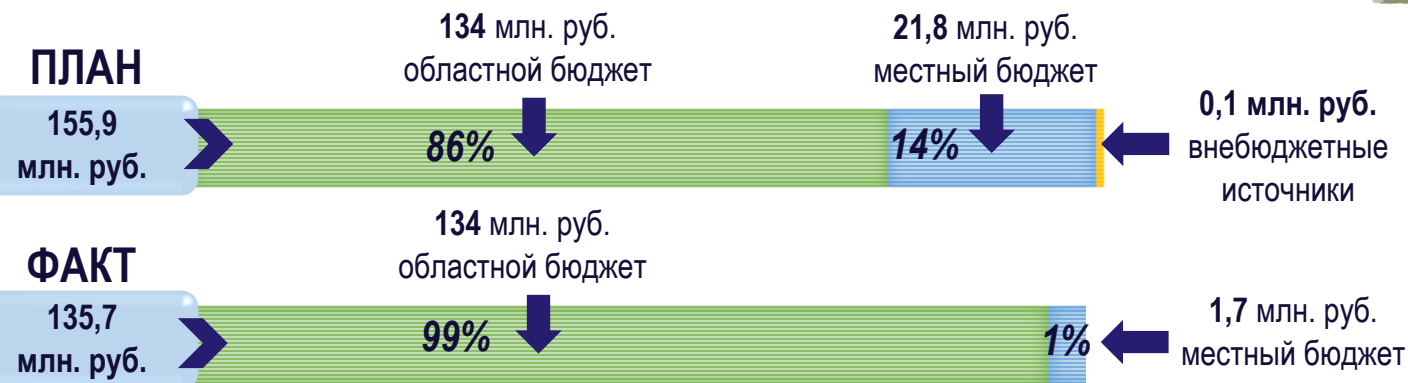 134 млн. руб.
областной бюджет
21,8 млн. руб.
местный бюджет
ПЛАН
155,9
млн. руб.
86%
14%
0,1 млн. руб.
внебюджетные
источники
134 млн. руб.
областной бюджет
ФАКТ
135,7
млн. руб.
99%
1%
1,7 млн. руб.
местный бюджет